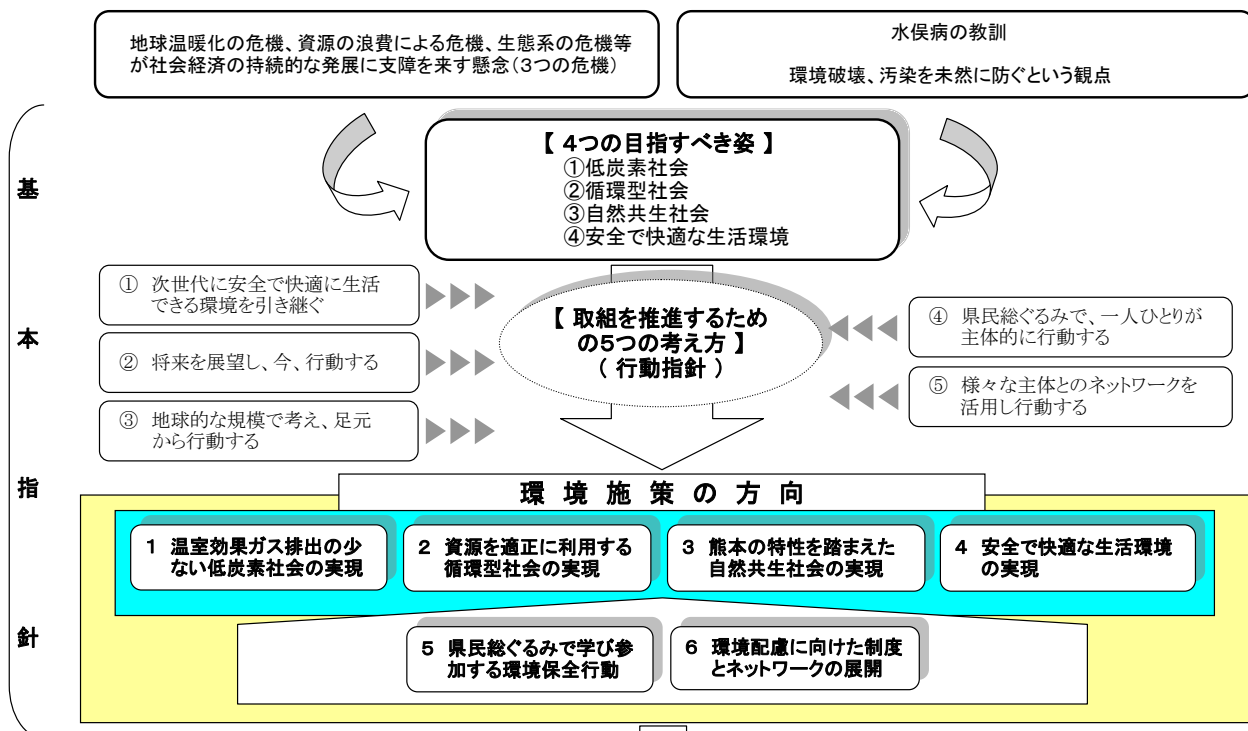 地球温暖化の危機、資源の浪費による危機、生態系の危機等
が社会経済の持続的な発展に支障を来す懸念(3つの危機)
水俣病の教訓
環境破壊、汚染を未然に防ぐという観点
基本指針
【 4つの目指すべき姿 】
①低炭素社会
②循環型社会
③自然共生社会
④安全で快適な生活環境
① 次世代に安全で快適に生活
できる環境を引き継ぐ
② 将来を展望し、今、行動する
③ 地球的な規模で考え、足元
から行動する
【 取組を推進するため
の5つの考え方 】
( 行動指針 )
④ 県民総ぐるみで、一人ひとりが
主体的に行動する
⑤ 様々な主体とのネットワークを
活用し行動する
環境施策の方向
1 温室効果ガス排出の少
ない低炭素社会の実現
2 資源を適正に利用する
循環型社会の実現
3 熊本の特性を踏まえた
自然共生社会の実現
4 安全で快適な生活環境
の実現
5 県民総ぐるみで学び参
加する環境保全行動
6 環境配慮に向けた制度
とネットワークの展開